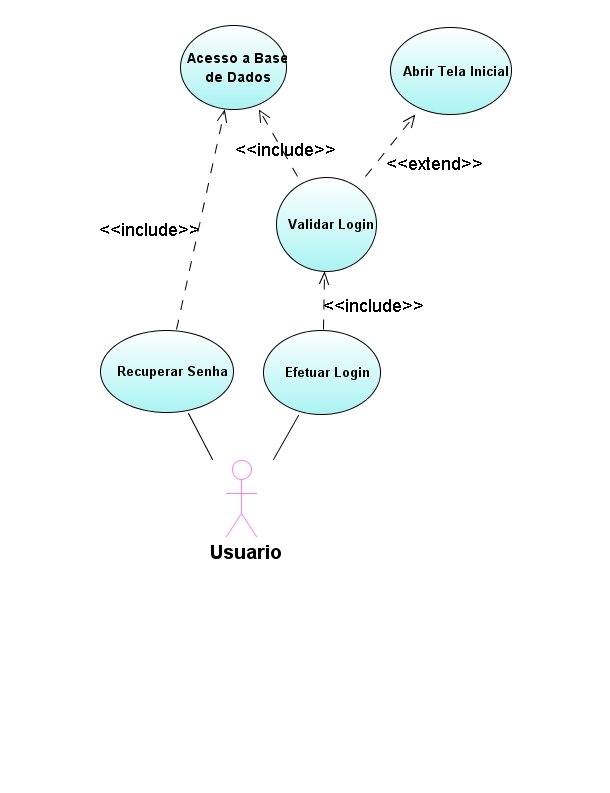 Acesso a Base
de Dados
Abrir Tela Inicial
<<include>>
<<extend>>
Validar Login
<<include>>
<<include>>
Recuperar Senha
Efetuar Login
Usuario